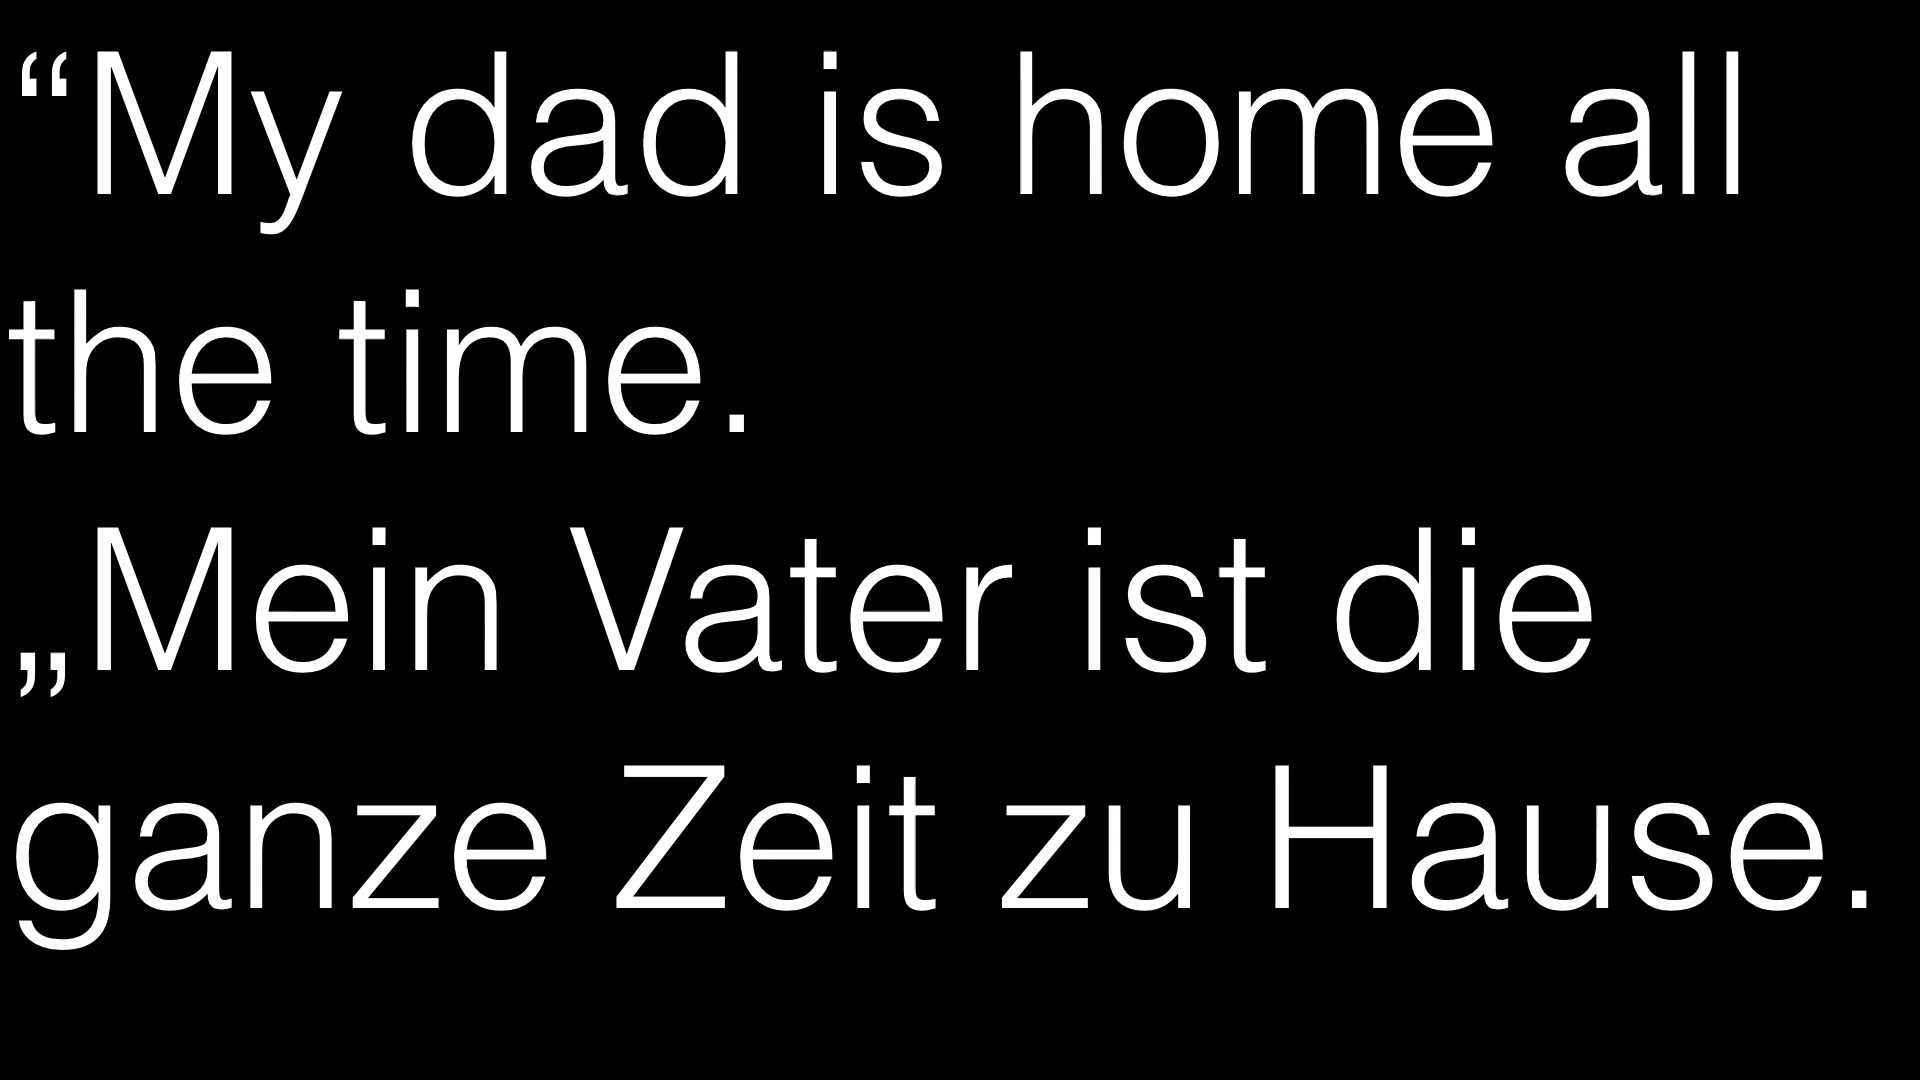 “My dad is home all
the time.
„Mein Vater ist die
ganze Zeit zu Hause.